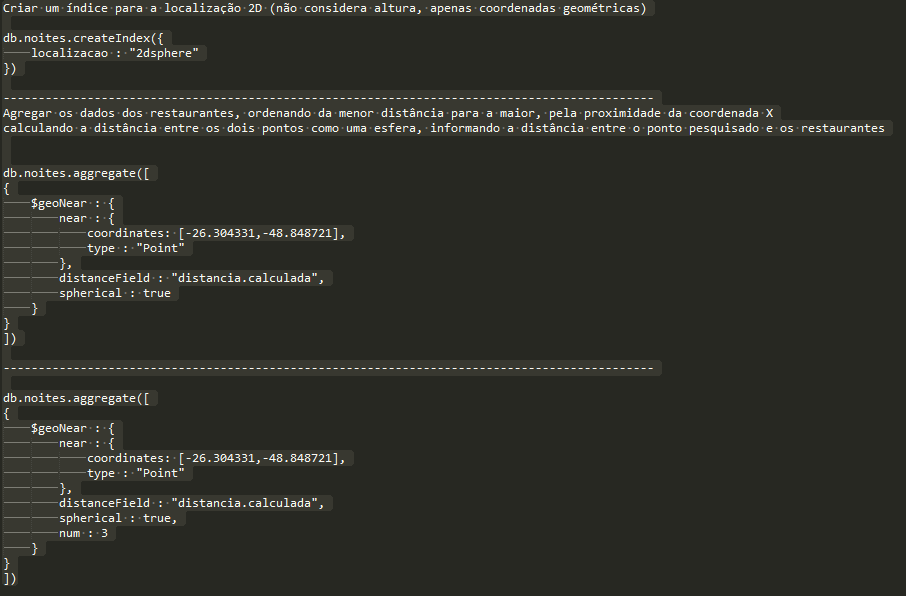 Criar um índice para a localização 2D (não considera altura, apenas coordenadas geométricas)
db.noites.createIndex({
localizacao : "2dsphere"
})
---------------------------------------------------------------------------------------------
Agregar os dados dos restaurantes, ordenando da menor distância para a maior, pela proximidade da coordenada X
calculando a distância entre os dois pontos como uma esfera, informando a distância entre o ponto pesquisado e os restaurantes
db.noites.aggregate([
{
$geoNear : {
near : {
coordinates: [-26.304331,-48.848721],
type : "Point"
},
distanceField : "distancia.calculada",
spherical : true
}
}
])
---------------------------------------------------------------------------------------------
db.noites.aggregate([
{
$geoNear : {
near : {
coordinates: [-26.304331,-48.848721],
type : "Point"
},
distanceField : "distancia.calculada",
spherical : true,
num : 3
}
}
])